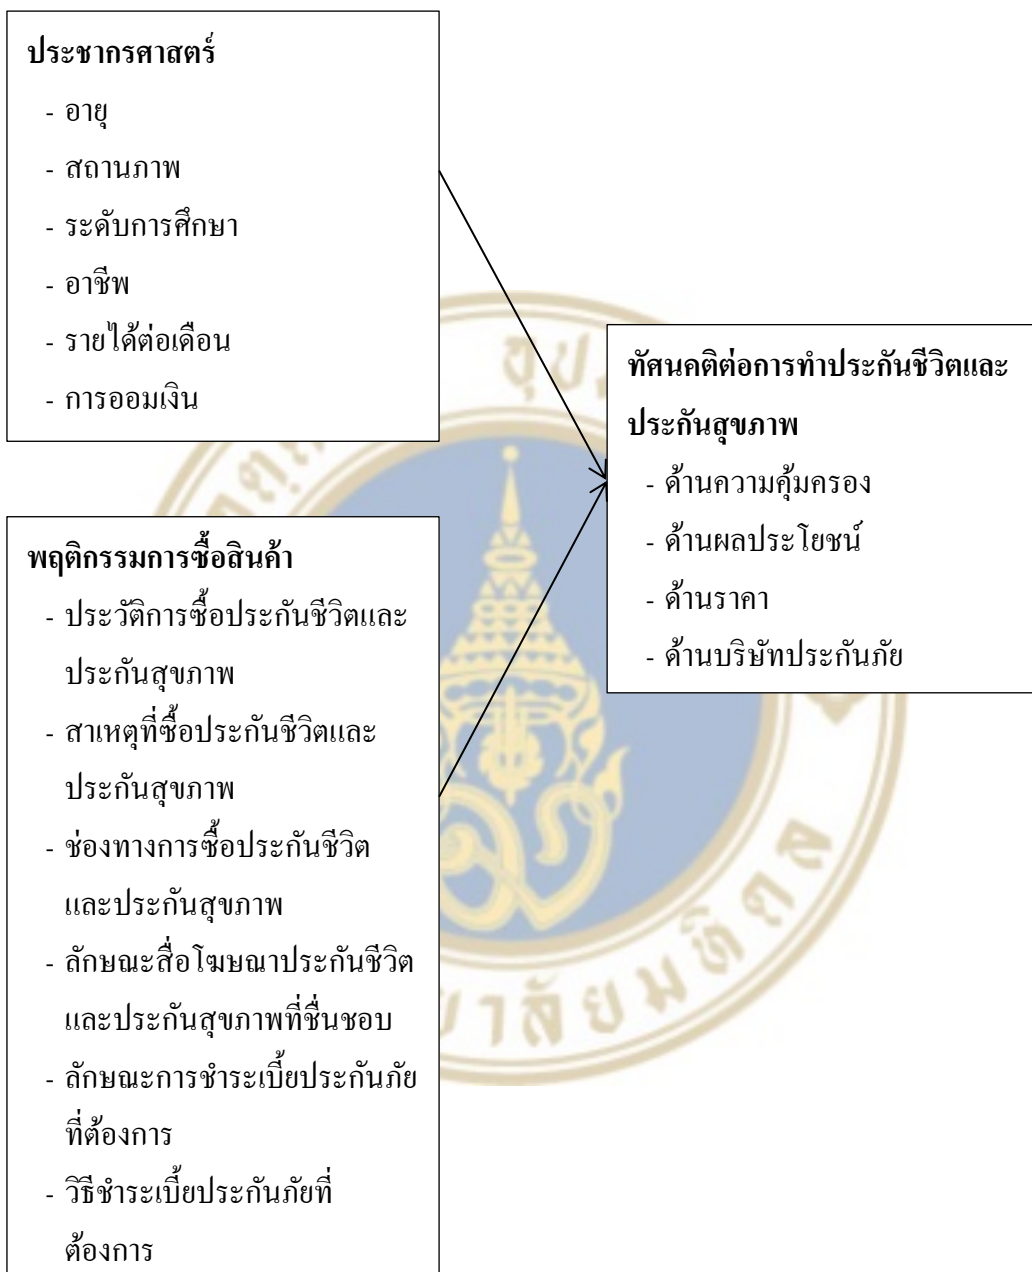 ประชากรศาสตร์
- อายุ
- สถานภาพ
- ระดับการศึกษา
- อาชีพ
- รายได้ต่อเดือน
- การออมเงิน
พฤติกรรมการซื้อสินค้า
- ประวัติการซื้อประกันชีวิตและ
ประกันสุขภาพ
- สาเหตุที่ซื้อประกันชีวิตและ
ประกันสุขภาพ
- ช่องทางการซื้อประกันชีวิต
และประกันสุขภาพ
- ลักษณะสื่อโฆษณาประกันชีวิต
และประกันสุขภาพที่ชื่นชอบ
- ลักษณะการชำระเบี้ยประกันภัย
ที่ต้องการ
- วิธีชำระเบี้ยประกันภัยที่
ต้องการ
ทัศนคติต่อการทำประกันชีวิตและ
ประกันสุขภาพ
- ด้านความคุ้มครอง
- ด้านผลประโยชน์
- ด้านราคา
- ด้านบริษัทประกันภัย